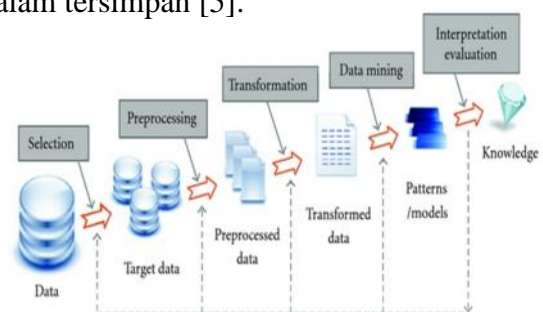 alam tersimpan [5].
Interpretation
evaluation
Data mining
Transformation
Preprocessing
Selection
Knowledge
Patterns
/models
Transformed
data
Preprocessed
data
Target data
Data